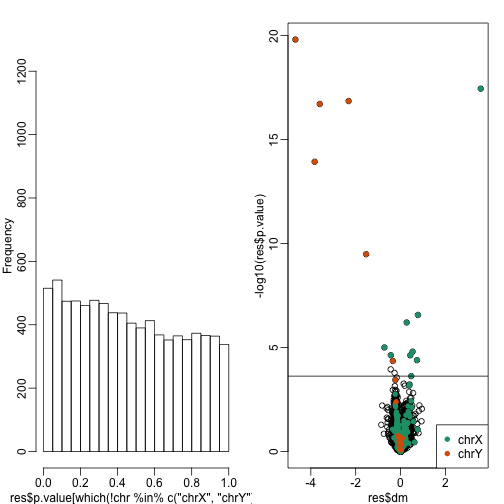 Frequency
0
200
400
600
800
1000
1200
0.0 0.2 0.4 0.6 0.8 1.0
res$p.value[which(!chr %in% c("chrX", "chrY"
-log10(res$p.value)
0
5
10
15
20
-4 -2 0 2
res$dm
chrX
chrY